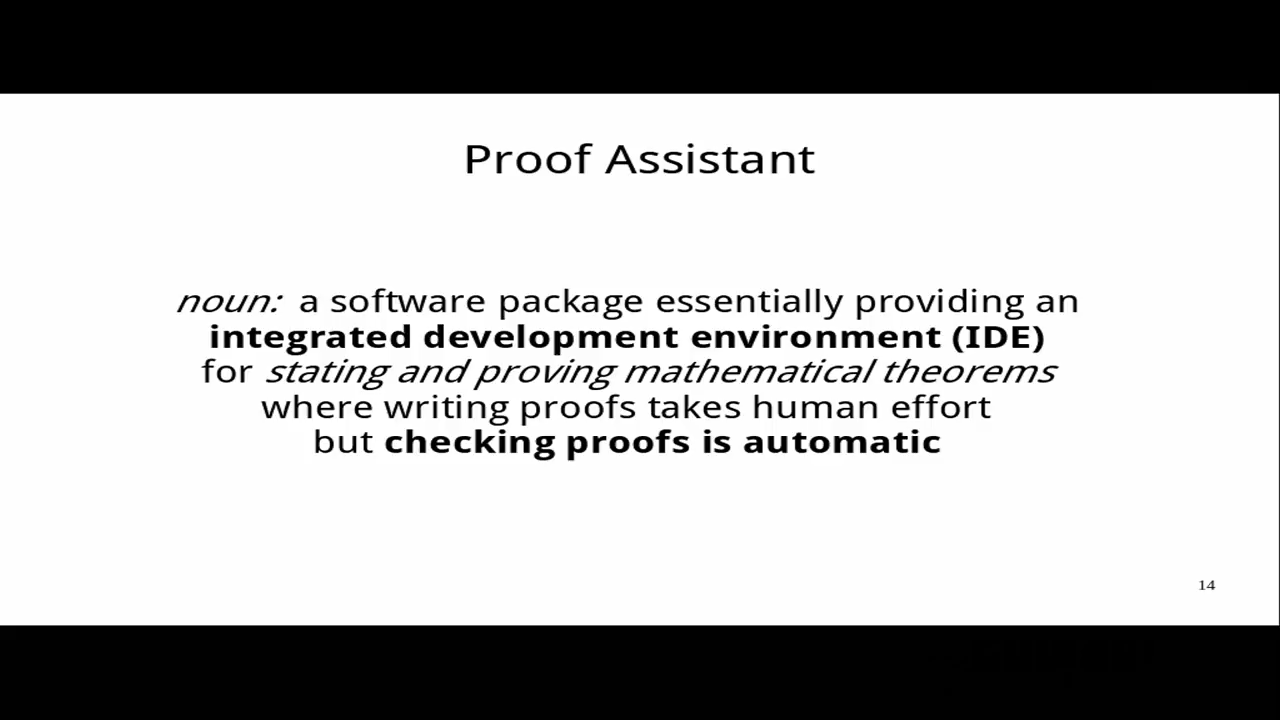 Proof Assistant
noun: a software package essentially providing an
integrated development environment (IDE)
for stating and proving mathematical theorems
where writing proofs takes human effort
but checking proofs is automatic
14